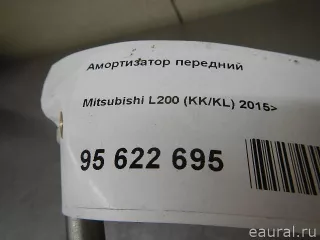 Амортизатор передний
Mitsubishi L200 (KK/KL) 2015>
95 622 695
eaural.ru